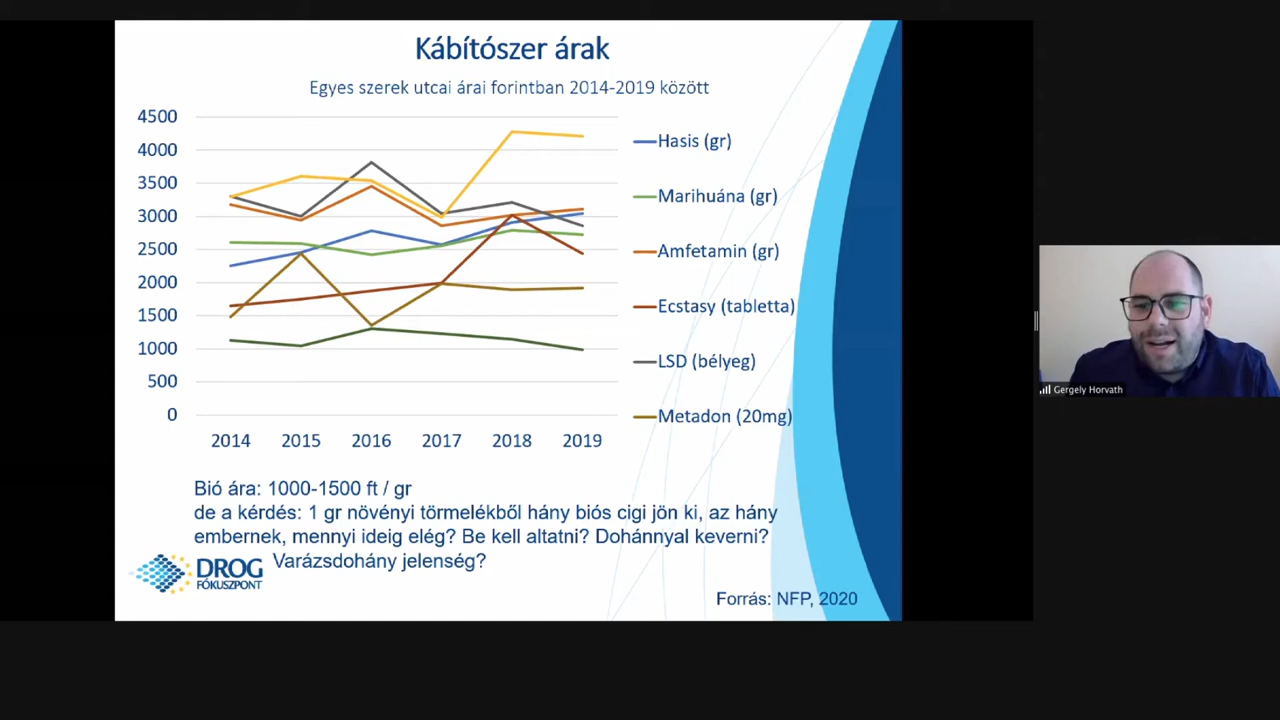 Kábítószer árak
Egyes szerek utcai árai forintban 2014-2019 között
4500
4000
3500
3000
2500
2000
1500
1000
500
0
2014 2015 2016 2017 2018 2019
Hasis (gr)
Marihuána (gr)
Amfetamin (gr)
Ecstasy (tabletta)
LSD (bélyeg)
Metadon (20mg)
Bió ára: 1000-1500 ft / gr
de a kérdés: 1 gr növényi törmelékből hány biós cigi jön ki, az hány
embernek, mennyi ideig elég? Be kell altatni? Dohánnyal keverni?
Varázsdohány jelenség?
DROG
FÓKUSZPONT
Forrás: NFP, 2020
Gergely Horvath